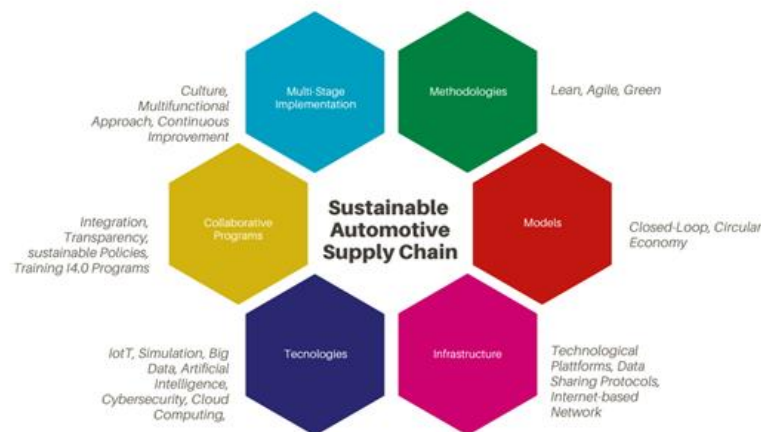 Multi-Stage
Implementation
Culture,
Multifunctional
Approach, Continuous
Improvement
Methodologies
Lean, Agile, Green
Collaborative
Programs
Integration,
Transparency,
sustainable Policies,
Training I4.0 Programs
Sustainable
Automotive
Supply Chain
Models
Closed-Loop, Circular
Economy
Tecnologies
IotT, Simulation, Big
Data, Artificial
Intelligence,
Cybersecurity, Cloud
Computing,
Infrastructure
Technological
Plattforms, Data
Sharing Protocols,
Internet-based
Network